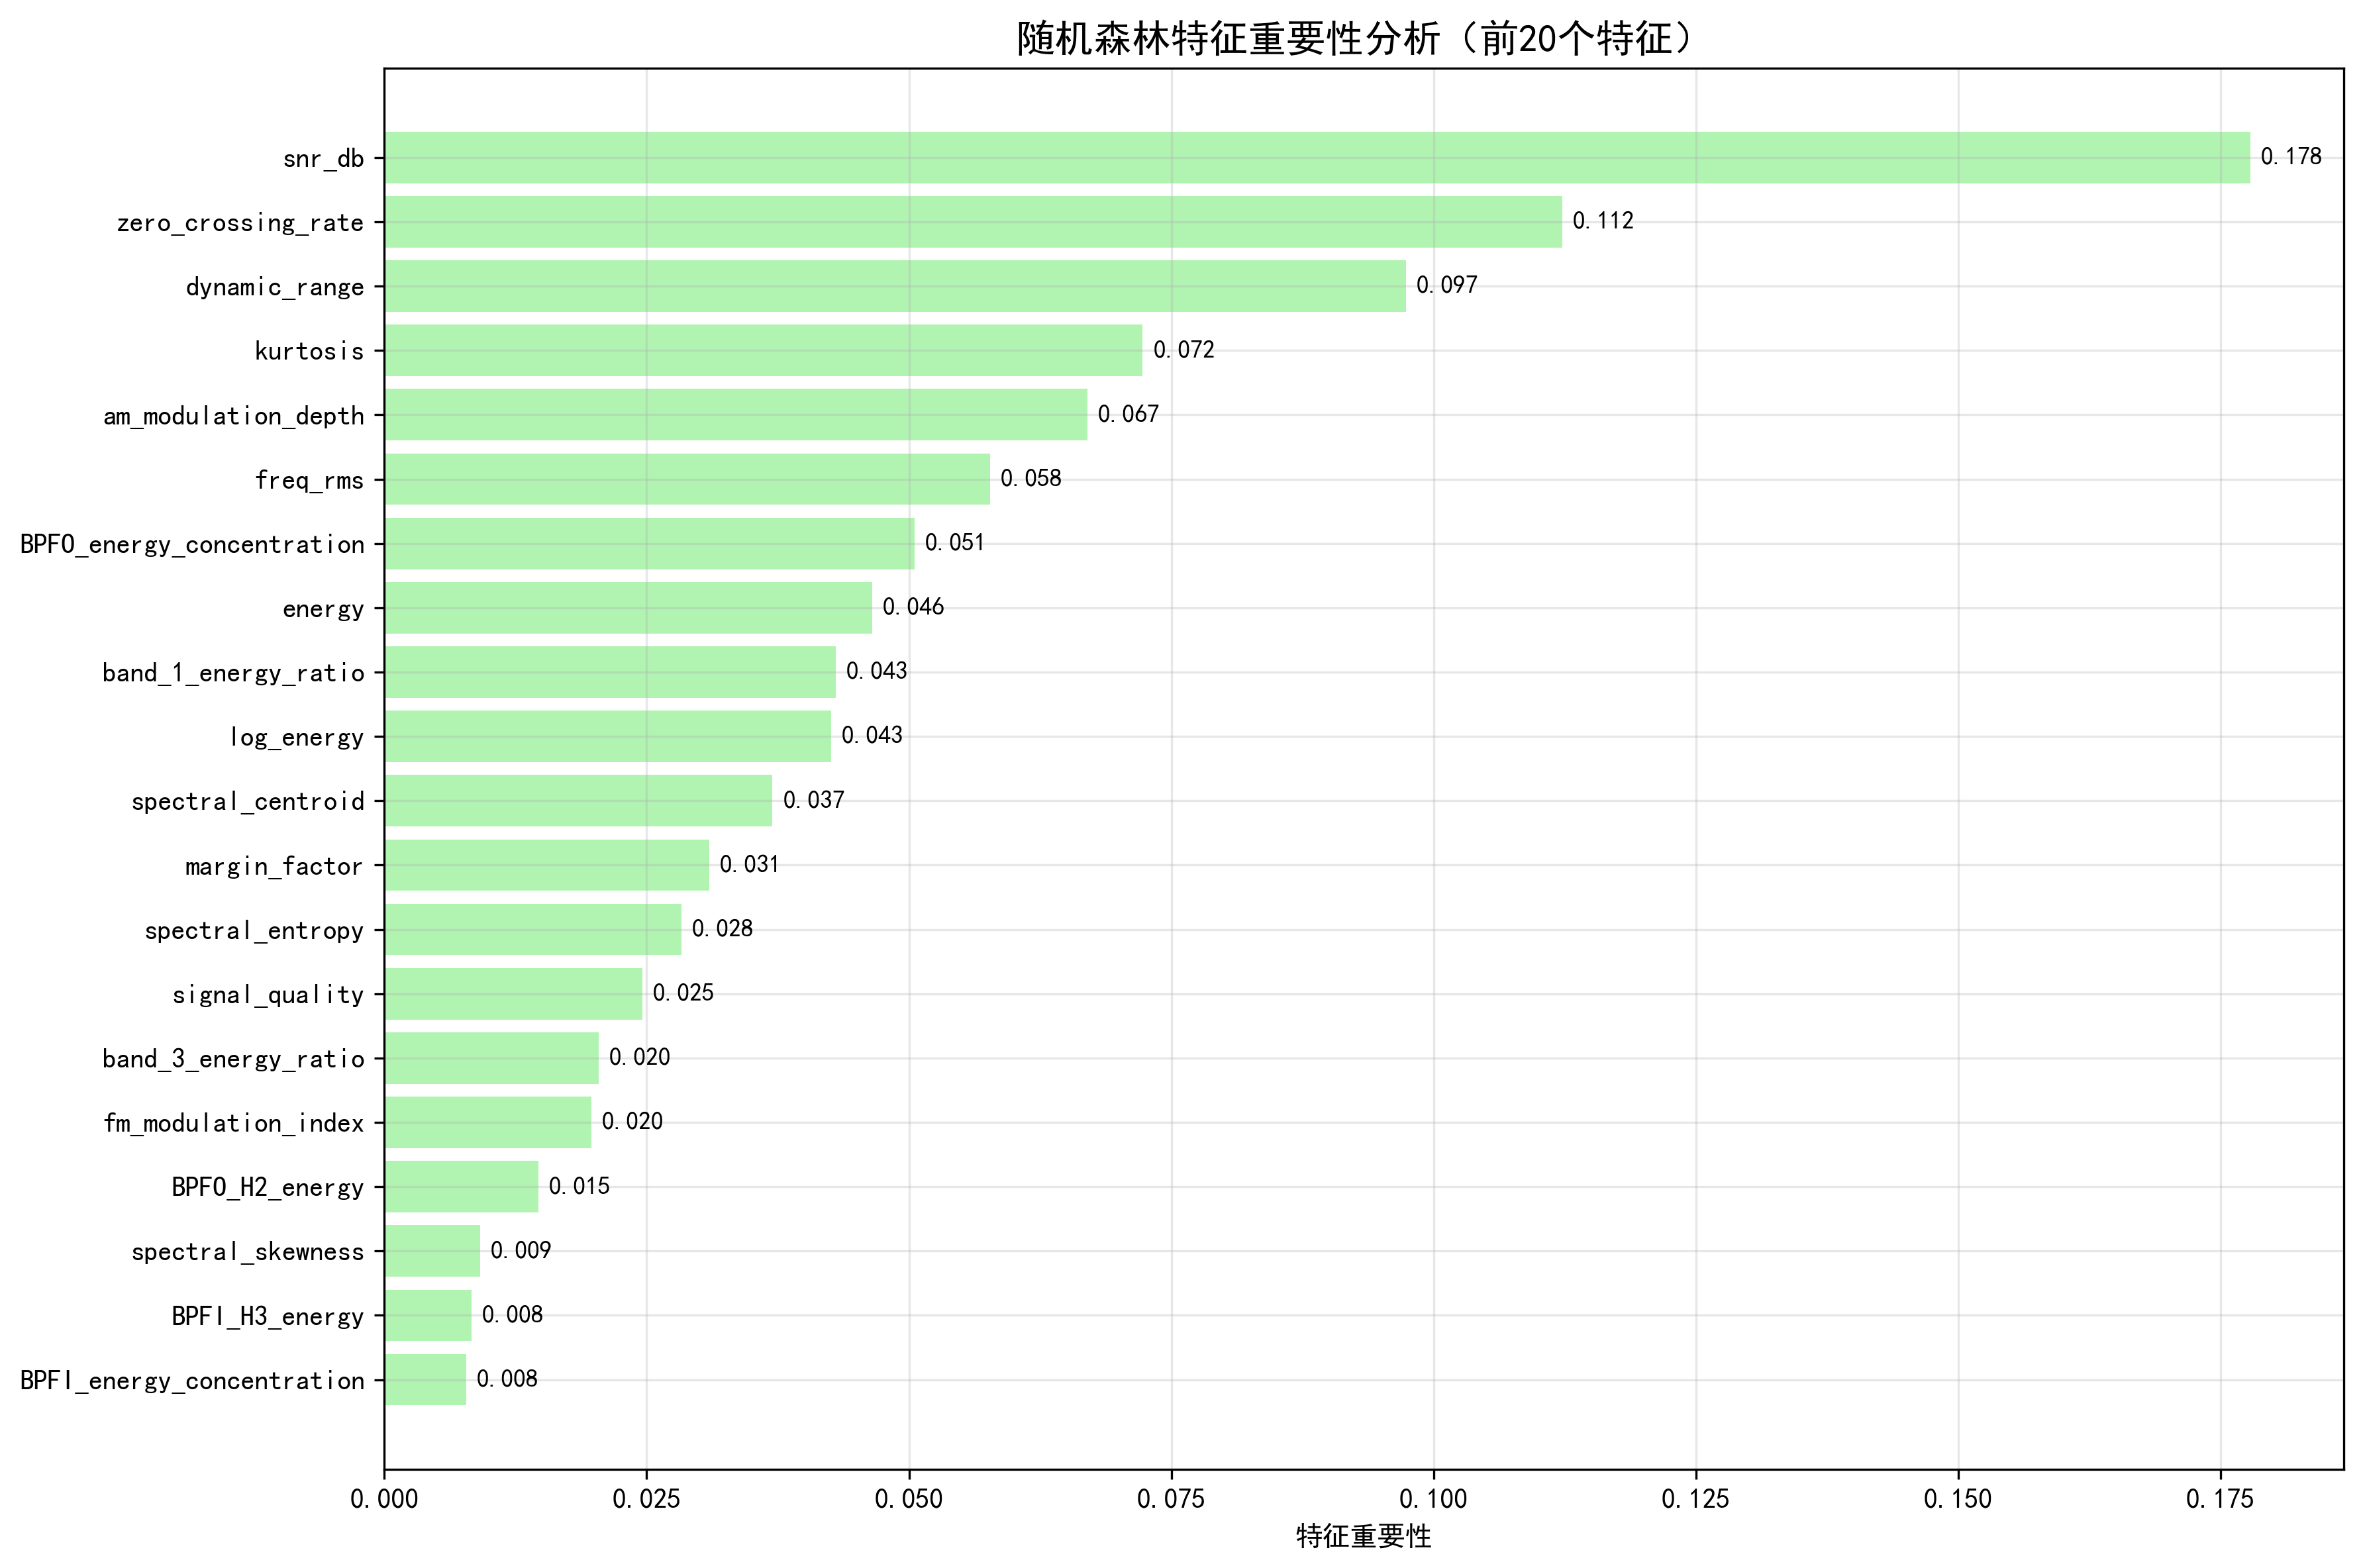 随机森林特征重要性分析（前20个特征）
snr_db 0.178
zero_crossing_rate 0.112
dynamic_range 0.097
kurtosis 0.072
am_modulation_depth 0.067
freq_rms 0.058
BPFO_energy_concentration 0.051
energy 0.046
band_1_energy_ratio 0.043
log_energy 0.043
spectral_centroid 0.037
margin_factor 0.031
spectral_entropy 0.028
signal_quality 0.025
band_3_energy_ratio 0.020
fm_modulation_index 0.020
BPFO_H2_energy 0.015
spectral_skewness 0.009
BPFI_H3_energy 0.008
BPFI_energy_concentration 0.008
0.000 0.025 0.050 0.075 0.100 0.125 0.150 0.175
特征重要性